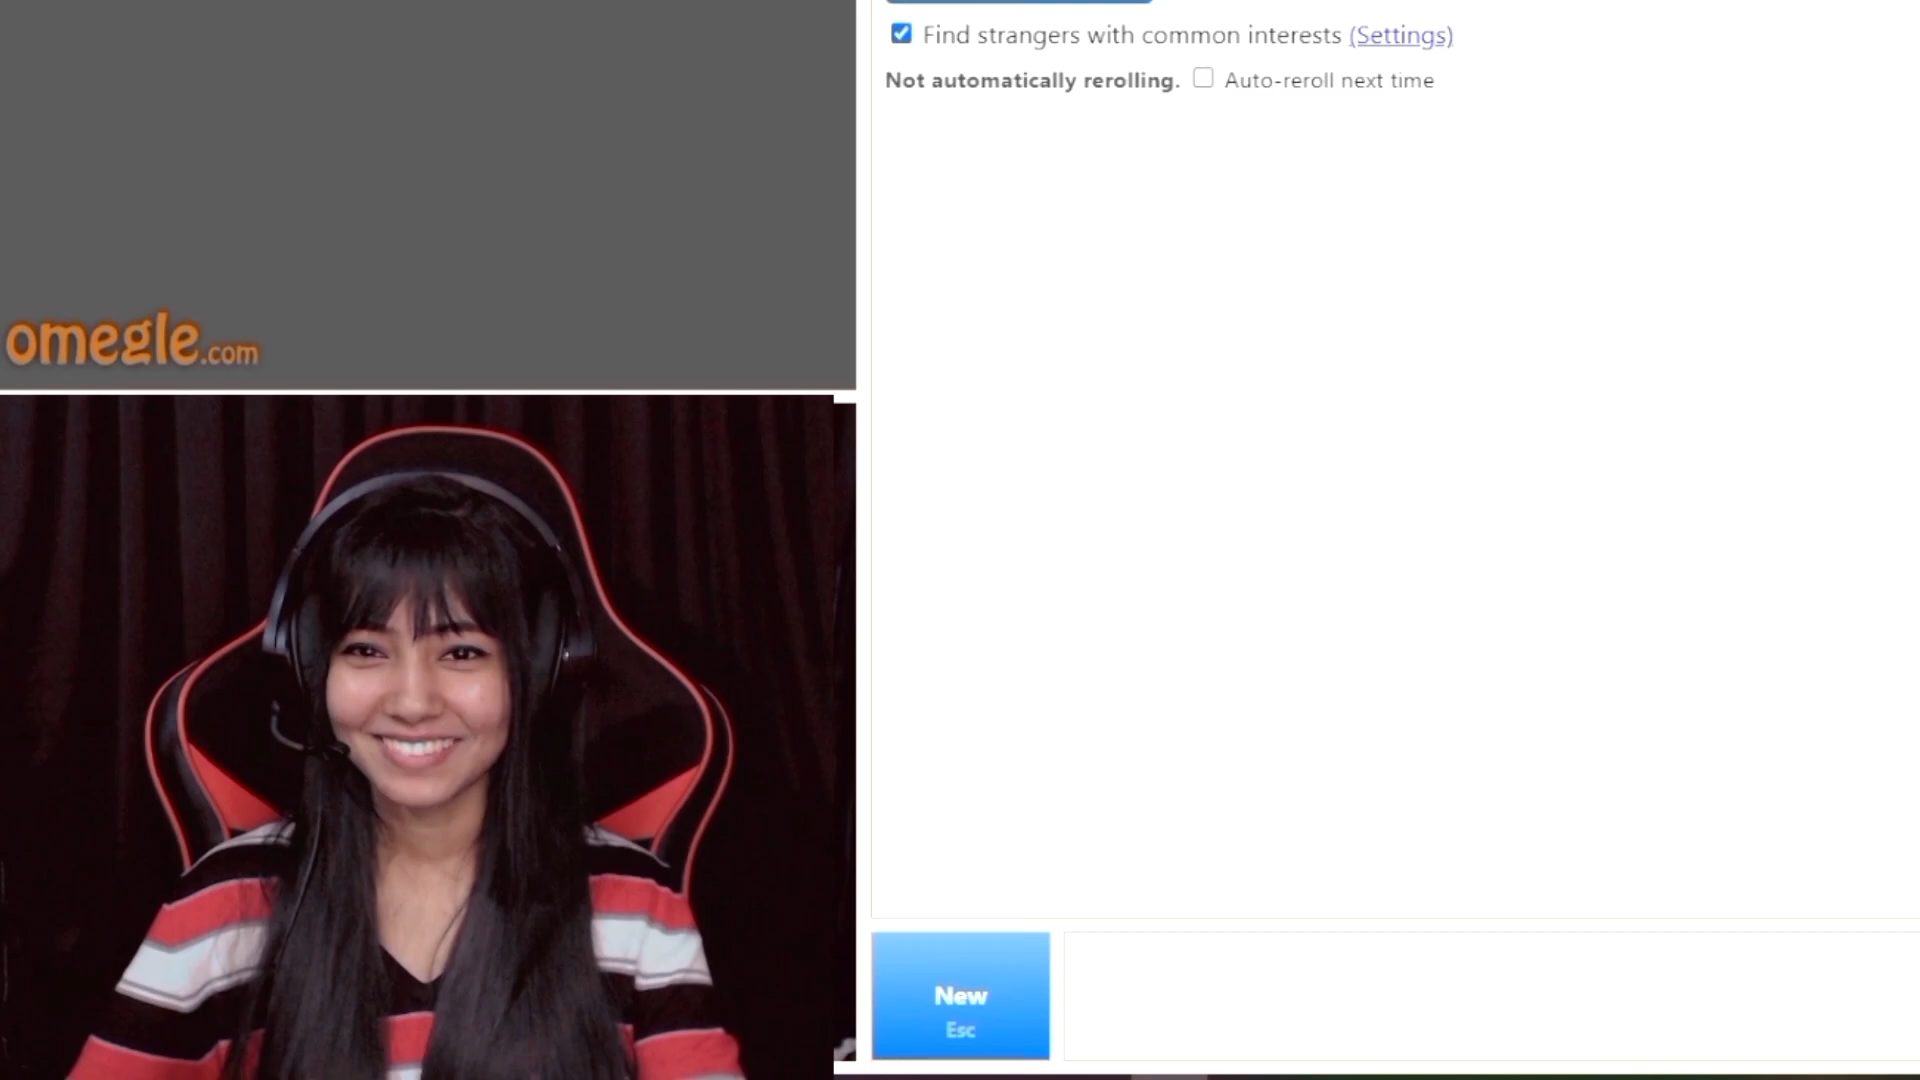 Find strangers with common interests (Settings)
Not automatically rerolling. Auto-reroll next time
omegle.com
New
Esc